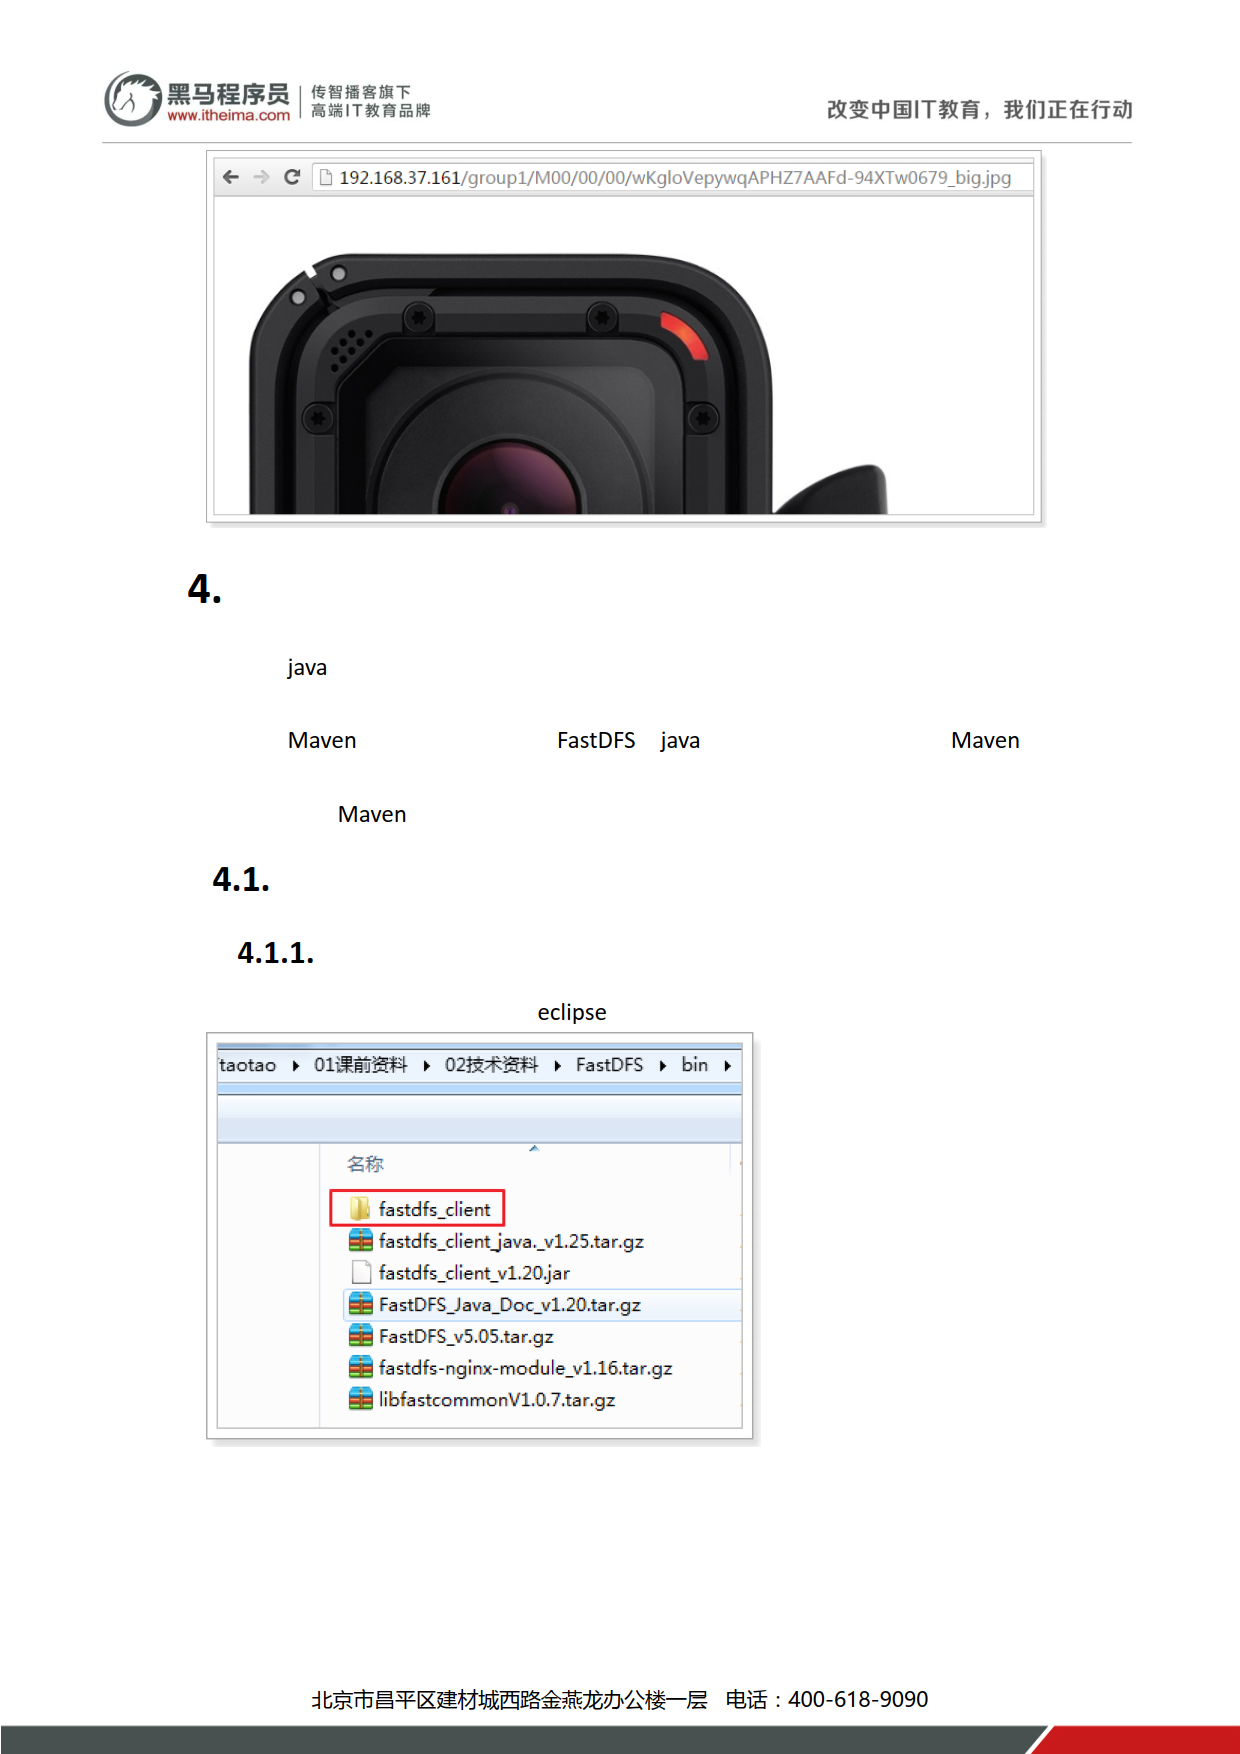 黑马程序员
www.itheima.com
传智播客旗下
高端IT教育品牌
改变中国IT教育，我们正在行动
192.168.37.161/group1/M00/00/00/wKgloVepywqAPHZ7AAFd-94XTw0679_big.jpg
4.
java
Maven FastDFS java Maven
Maven
4.1.
4.1.1.
eclipse
taotao 01课前资料 02技术资料 FastDFS bin
名称
fastdfs_client
fastdfs_client_java._v1.25.tar.gz
fastdfs_client_v1.20.jar
FastDFS_Java_Doc_v1.20.tar.gz
FastDFS_v5.05.tar.gz
fastdfs-nginx-module_v1.16.tar.gz
libfastcommonV1.0.7.tar.gz
北京市昌平区建材城西路金燕龙办公楼一层 电话：400-618-9090